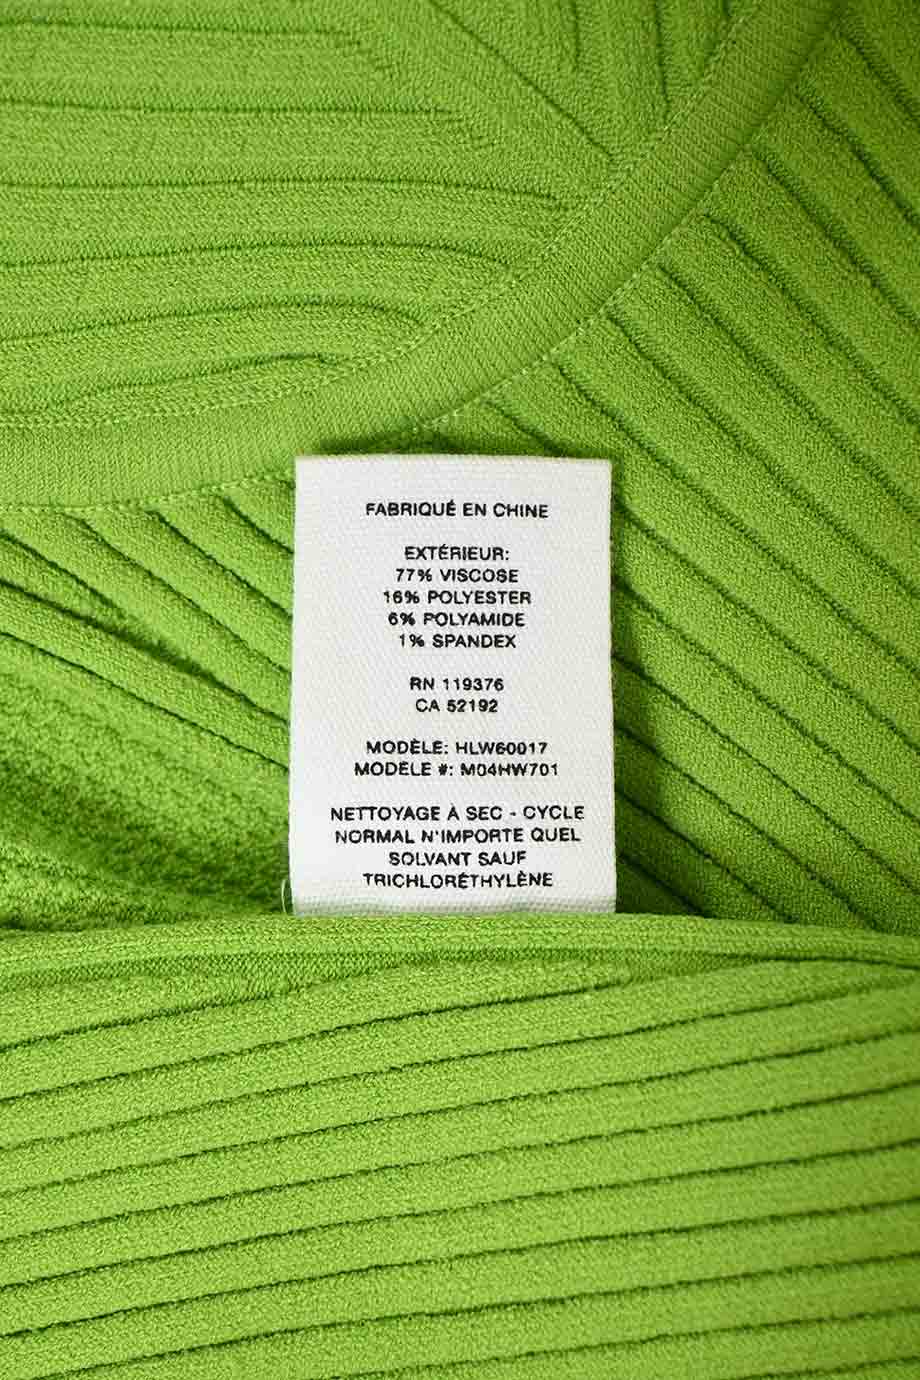 FABRIQUÉ EN CHINE
EXTÉRIEUR:
77% VISCOSE
16% POLYESTER
6% POLYAMIDE
1% SPANDEX
RN 119376
CA 52192
MODÈLE: HLW60017
MODÈLE #: M04HW701
NETTOYAGE À SEC - CYCLE
NORMAL N'IMPORTE QUEL
SOLVANT SAUF
TRICHLORÉTHYLÈNE